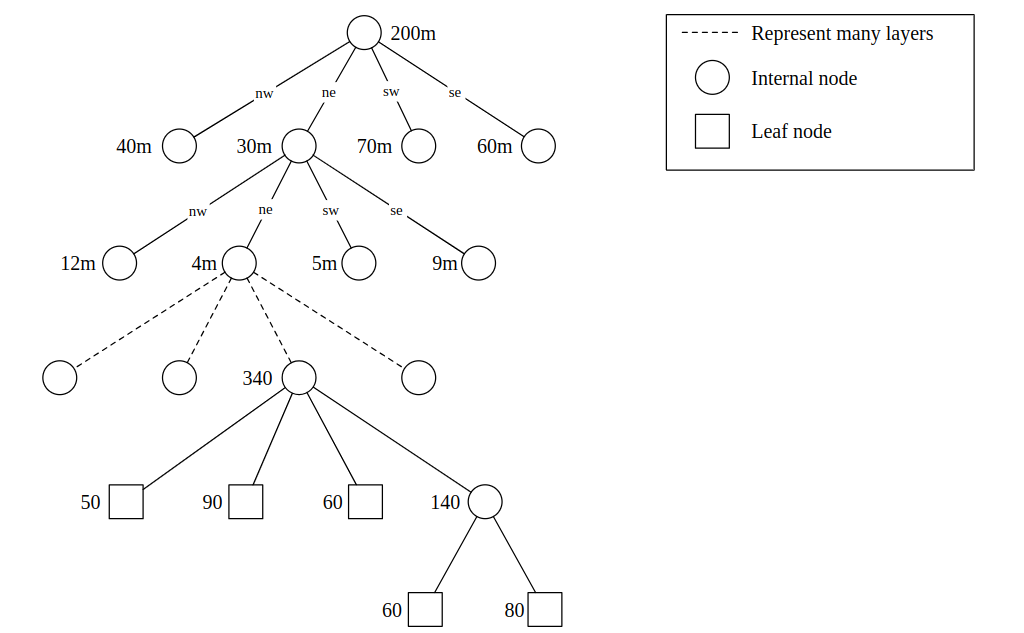 200m
Represent many layers
Internal node
Leaf node
nw
ne
sw
se
40m
30m
70m
60m
nw
ne
sw
se
12m
4m
5m
9m
340
50
90
60
140
60
80